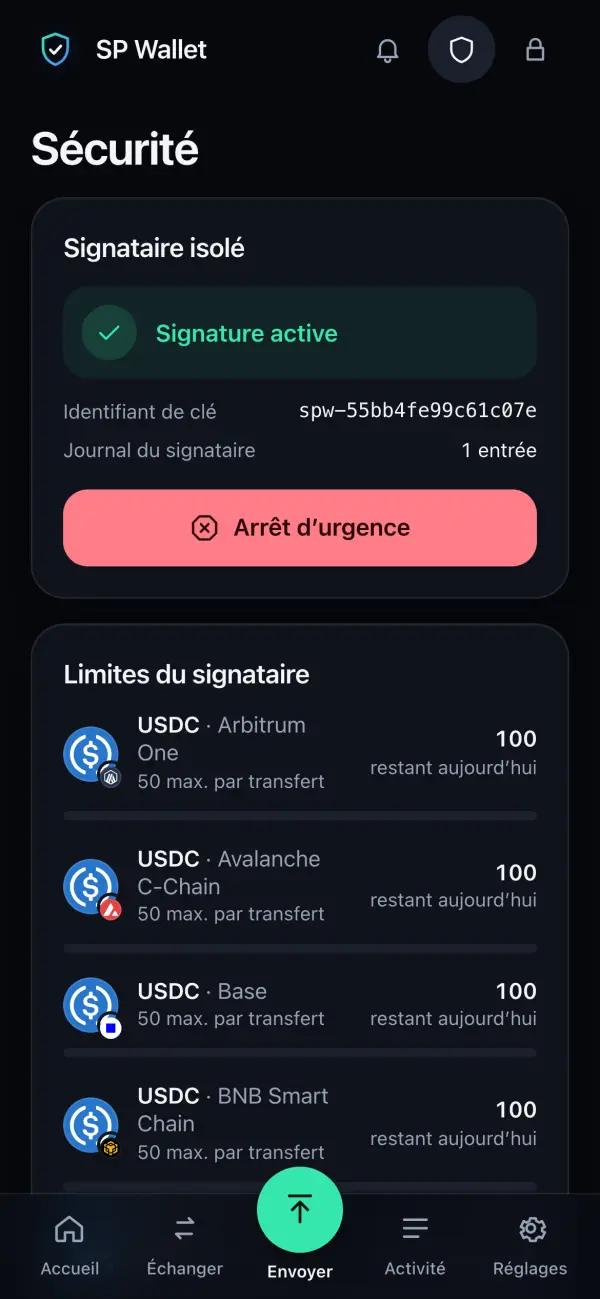 SP Wallet
Sécurité
Signataire isolé
Signature active
Identifiant de clé spw-55bb4fe99c61c07e
Journal du signataire 1 entrée
Arrêt d’urgence
Limites du signataire
USDC · Arbitrum
One
50 max. par transfert
100
restant aujourd’hui
USDC · Avalanche
C-Chain
50 max. par transfert
100
restant aujourd’hui
USDC · Base
50 max. par transfert
100
restant aujourd’hui
USDC · BNB Smart
Chain
50 max. par transfert
100
restant aujourd’hui
Accueil
Échanger
Envoyer
Activité
Réglages